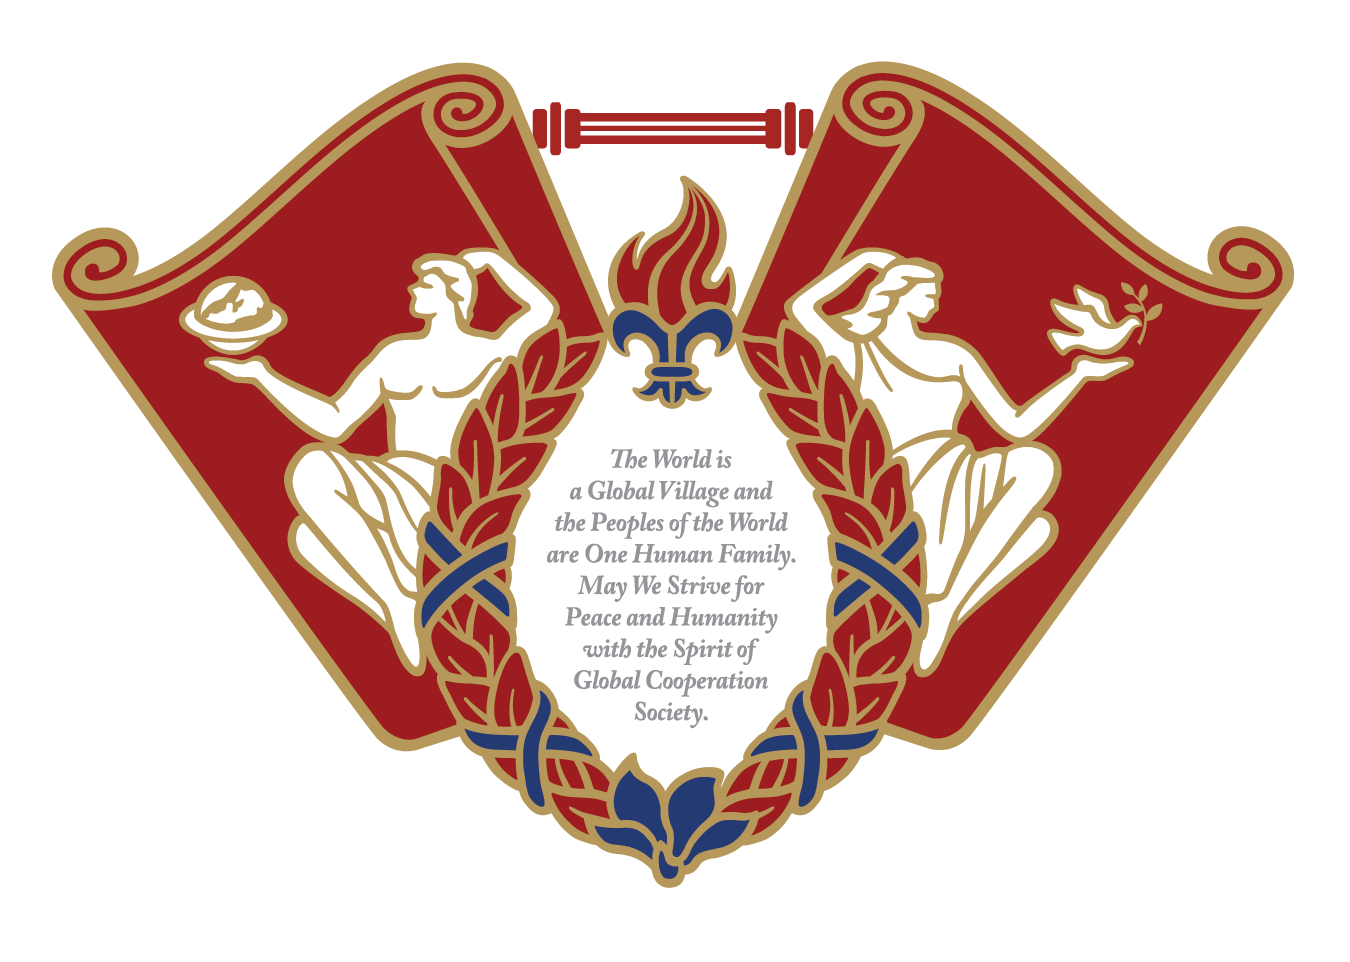 The World is
a Global Village and
the Peoples of the World
are One Human Family.
May We Strive for
Peace and Humanity
with the Spirit of
Global Cooperation
Society.